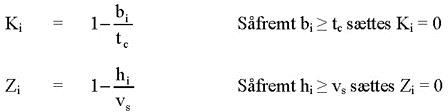 Kᵢ = 1 − bᵢ/t꜀ Såfremt bᵢ ≥ t꜀ sættes Kᵢ = 0
Zᵢ = 1 − hᵢ/vₛ Såfremt hᵢ ≥ vₛ sættes Zᵢ = 0